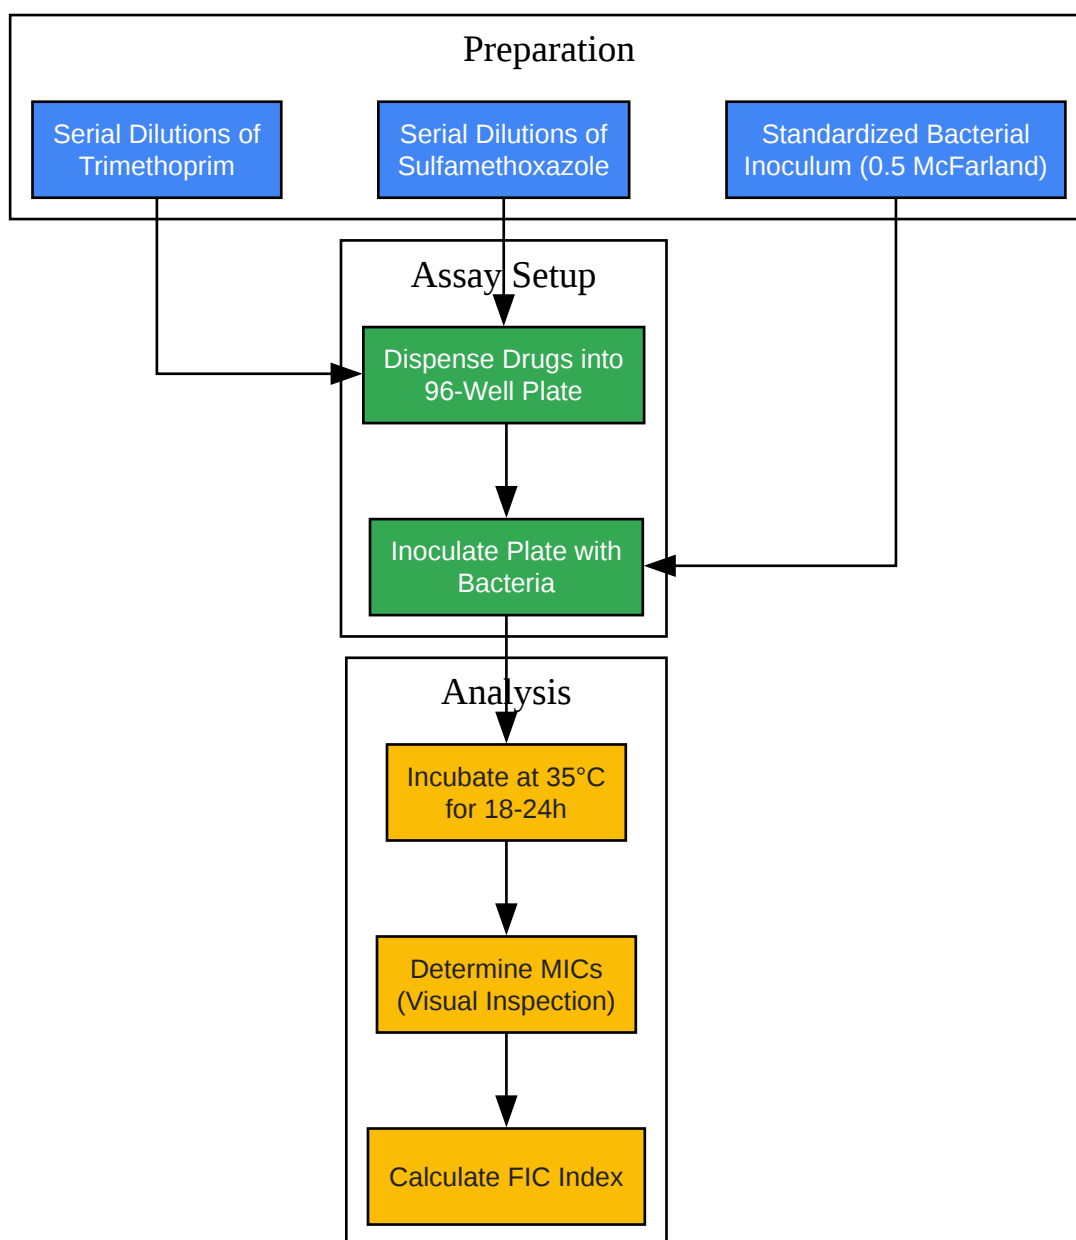 Preparation
Serial Dilutions of
Trimethoprim
Serial Dilutions of
Sulfamethoxazole
Standardized Bacterial
Inoculum (0.5 McFarland)
Assay Setup
Dispense Drugs into
96-Well Plate
Inoculate Plate with
Bacteria
Analysis
Incubate at 35°C
for 18-24h
Determine MICs
(Visual Inspection)
Calculate FIC Index